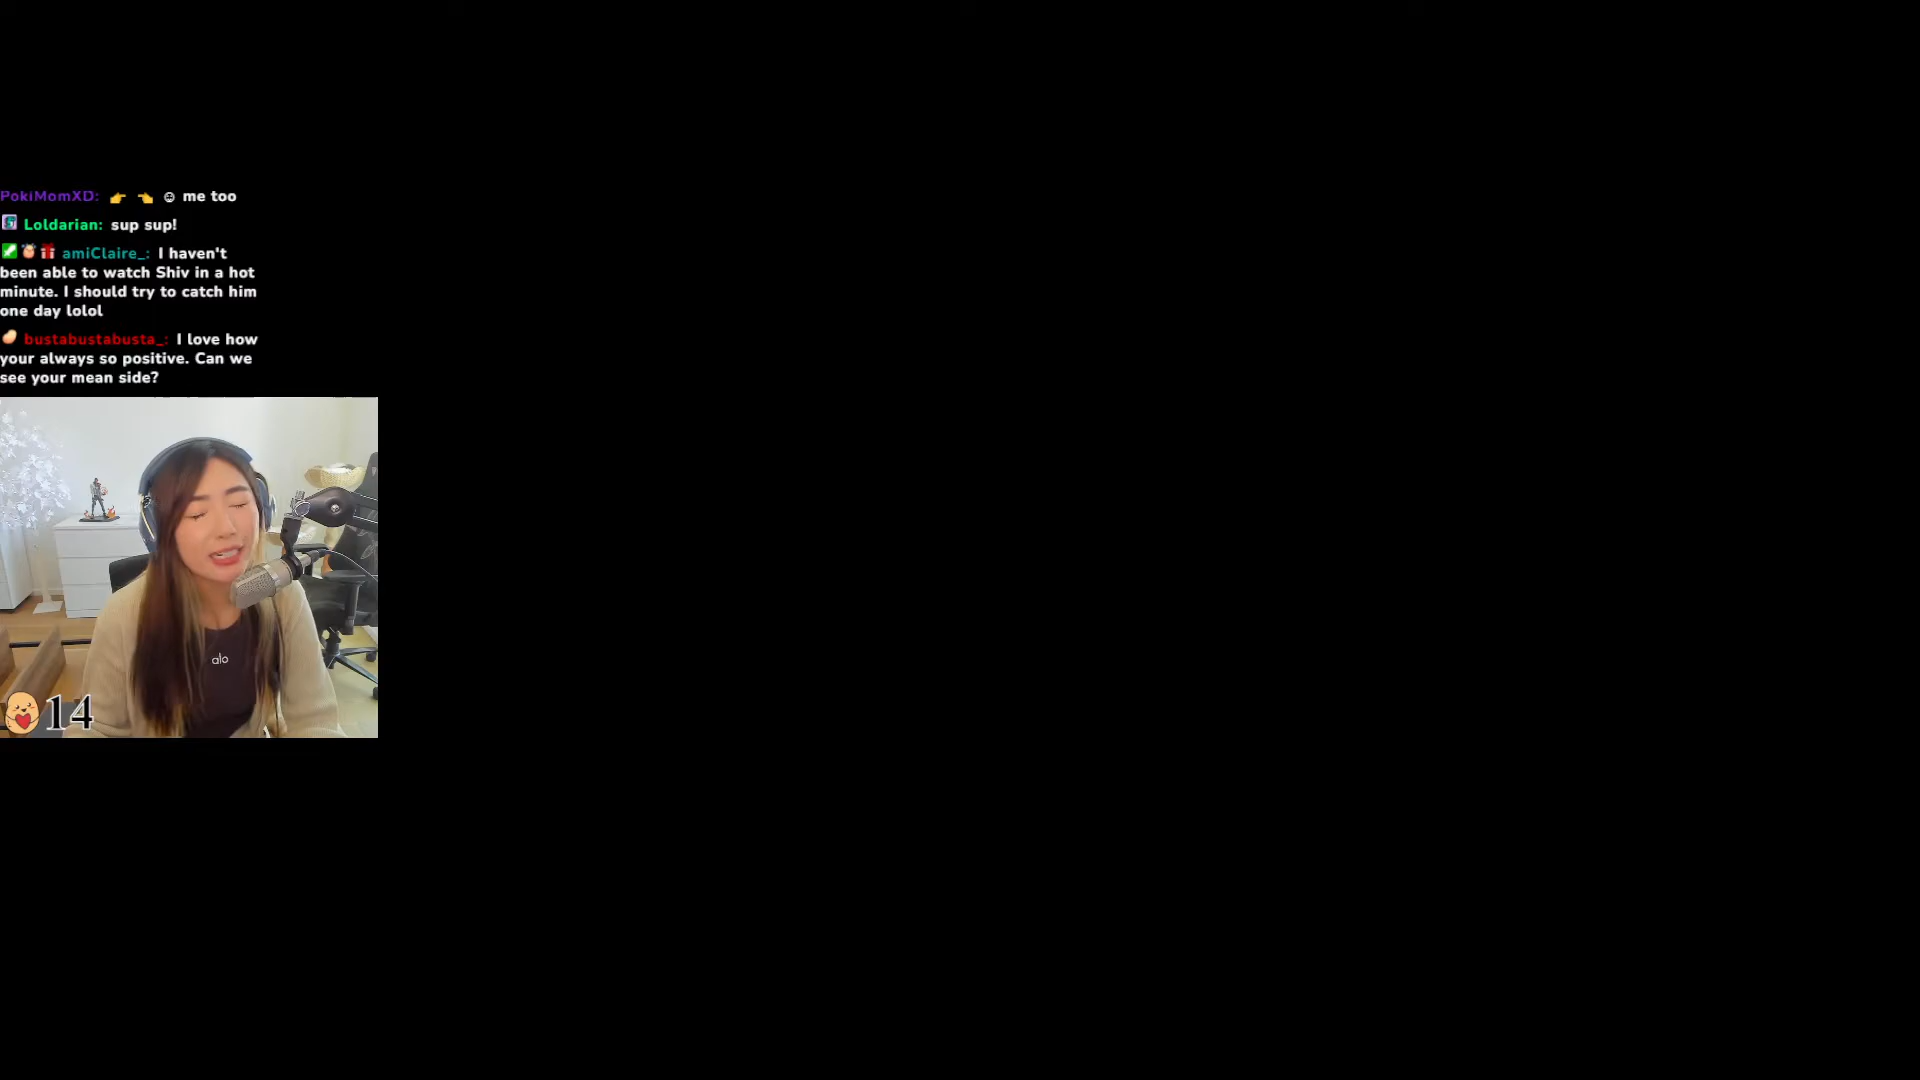 PokiMomXD: 👉 👈 ☺ me too
Loldarian: sup sup!
amiClaire_: I haven't
been able to watch Shiv in a hot
minute. I should try to catch him
one day lolol
bustabustabusta_: I love how
your always so positive. Can we
see your mean side?
alo
14